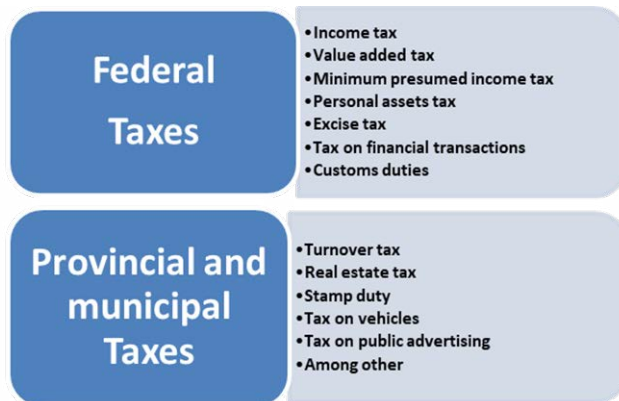 Federal
Taxes
•Income tax
•Value added tax
•Minimum presumed income tax
•Personal assets tax
•Excise tax
•Tax on financial transactions
•Customs duties
Provincial and
municipal
Taxes
•Turnover tax
•Real estate tax
•Stamp duty
•Tax on vehicles
•Tax on public advertising
•Among other